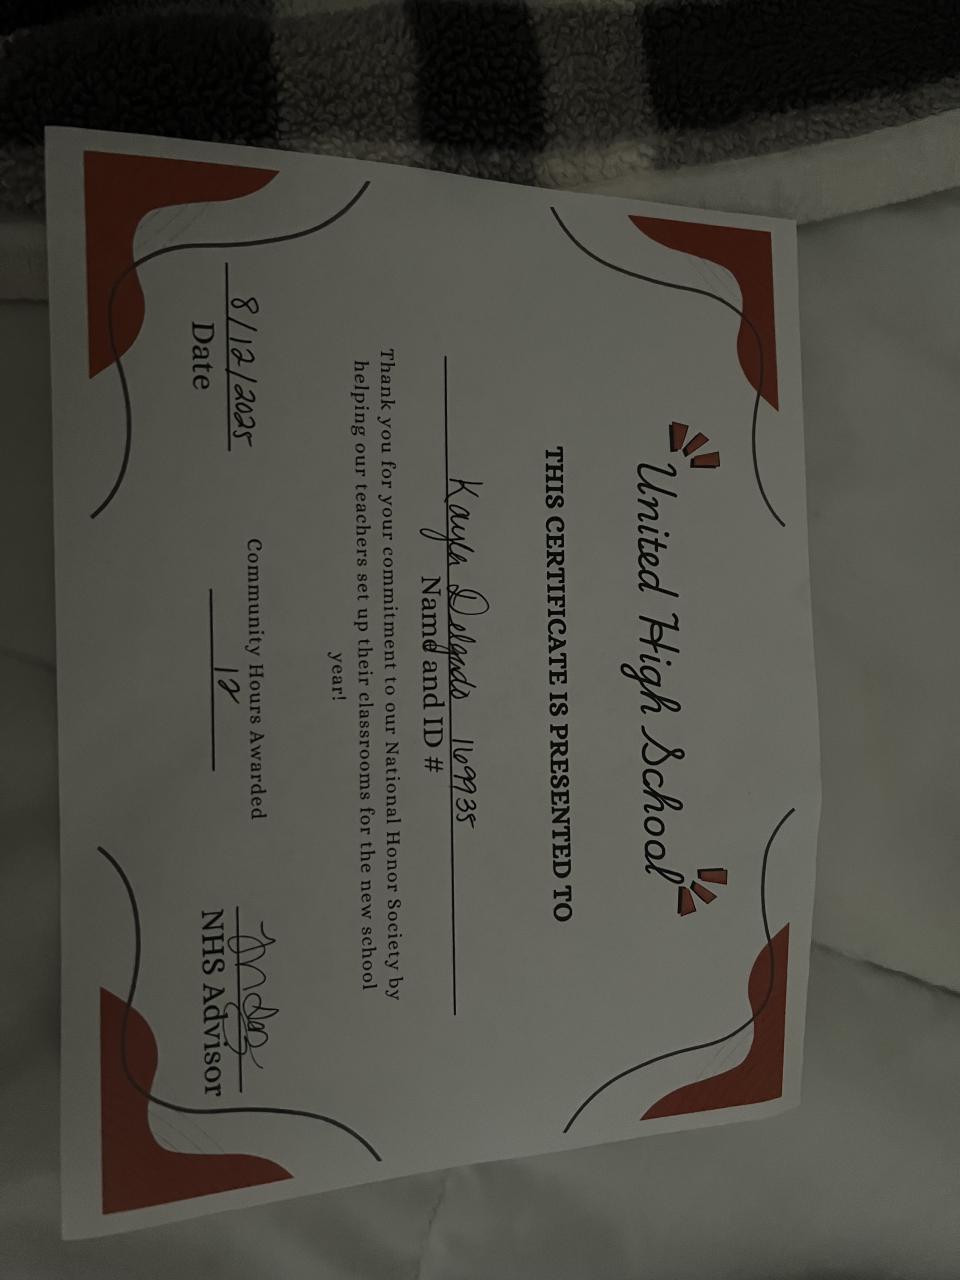 United High School
THIS CERTIFICATE IS PRESENTED TO
Kayla Delgado 169935
Name and ID #
Thank you for your commitment to our National Honor Society by
helping our teachers set up their classrooms for the new school
year!
8/12/2025
Date
Community Hours Awarded
12
NHS Advisor